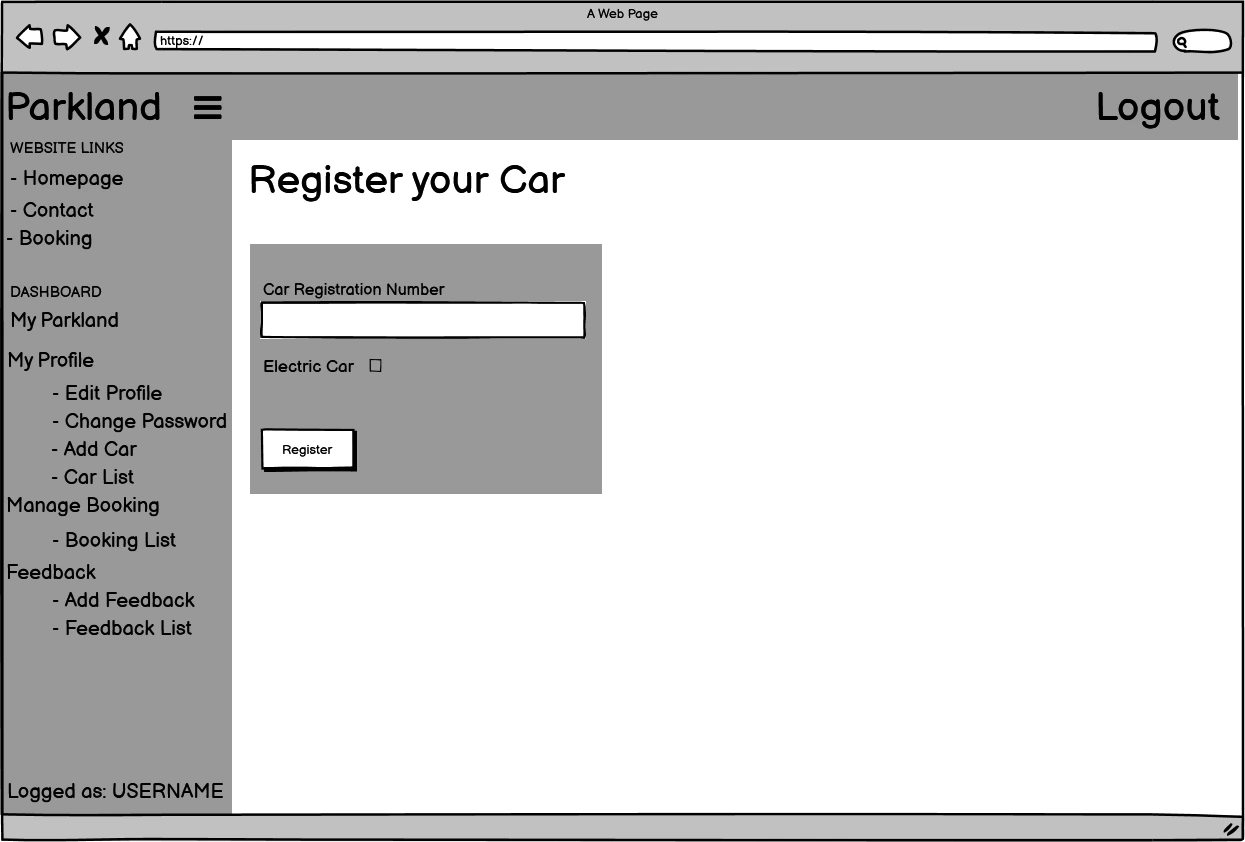 A Web Page
https://
Parkland
Logout
WEBSITE LINKS
- Homepage
- Contact
- Booking
DASHBOARD
My Parkland
My Profile
- Edit Profile
- Change Password
- Add Car
- Car List
Manage Booking
- Booking List
Feedback
- Add Feedback
- Feedback List
Logged as: USERNAME
Register your Car
Car Registration Number
Electric Car
Register